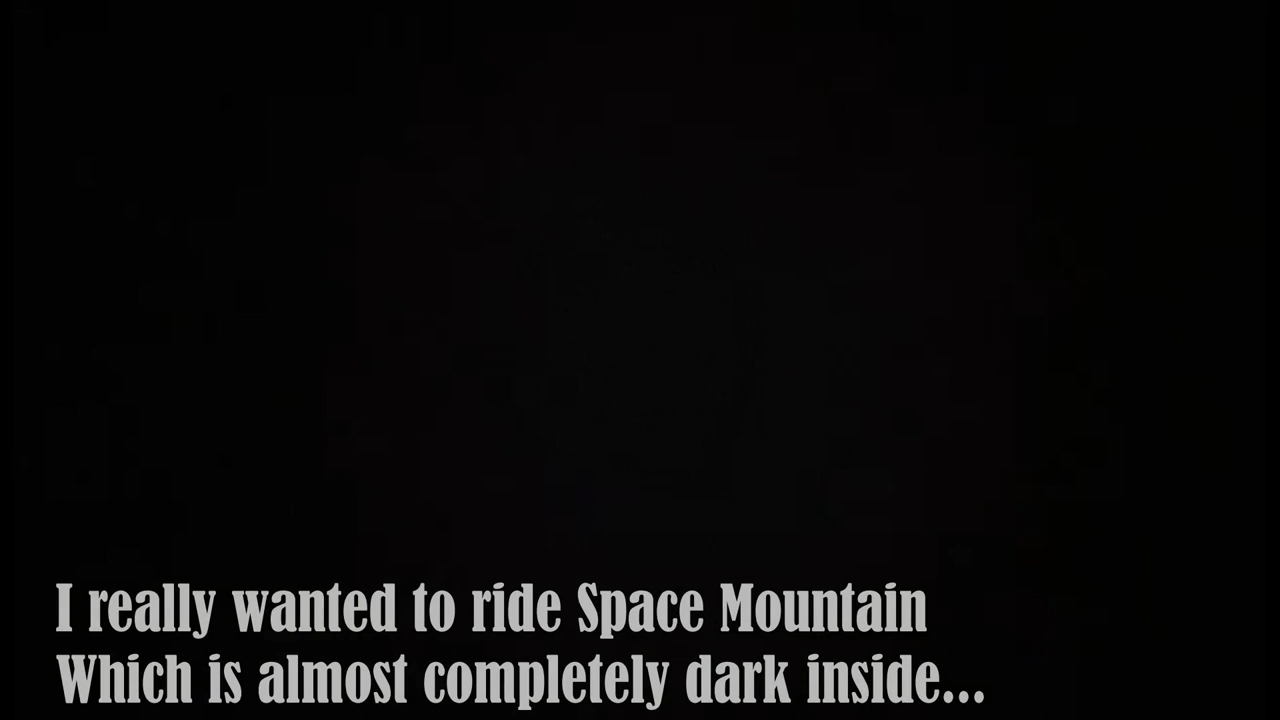 I really wanted to ride Space Mountain
Which is almost completely dark inside...